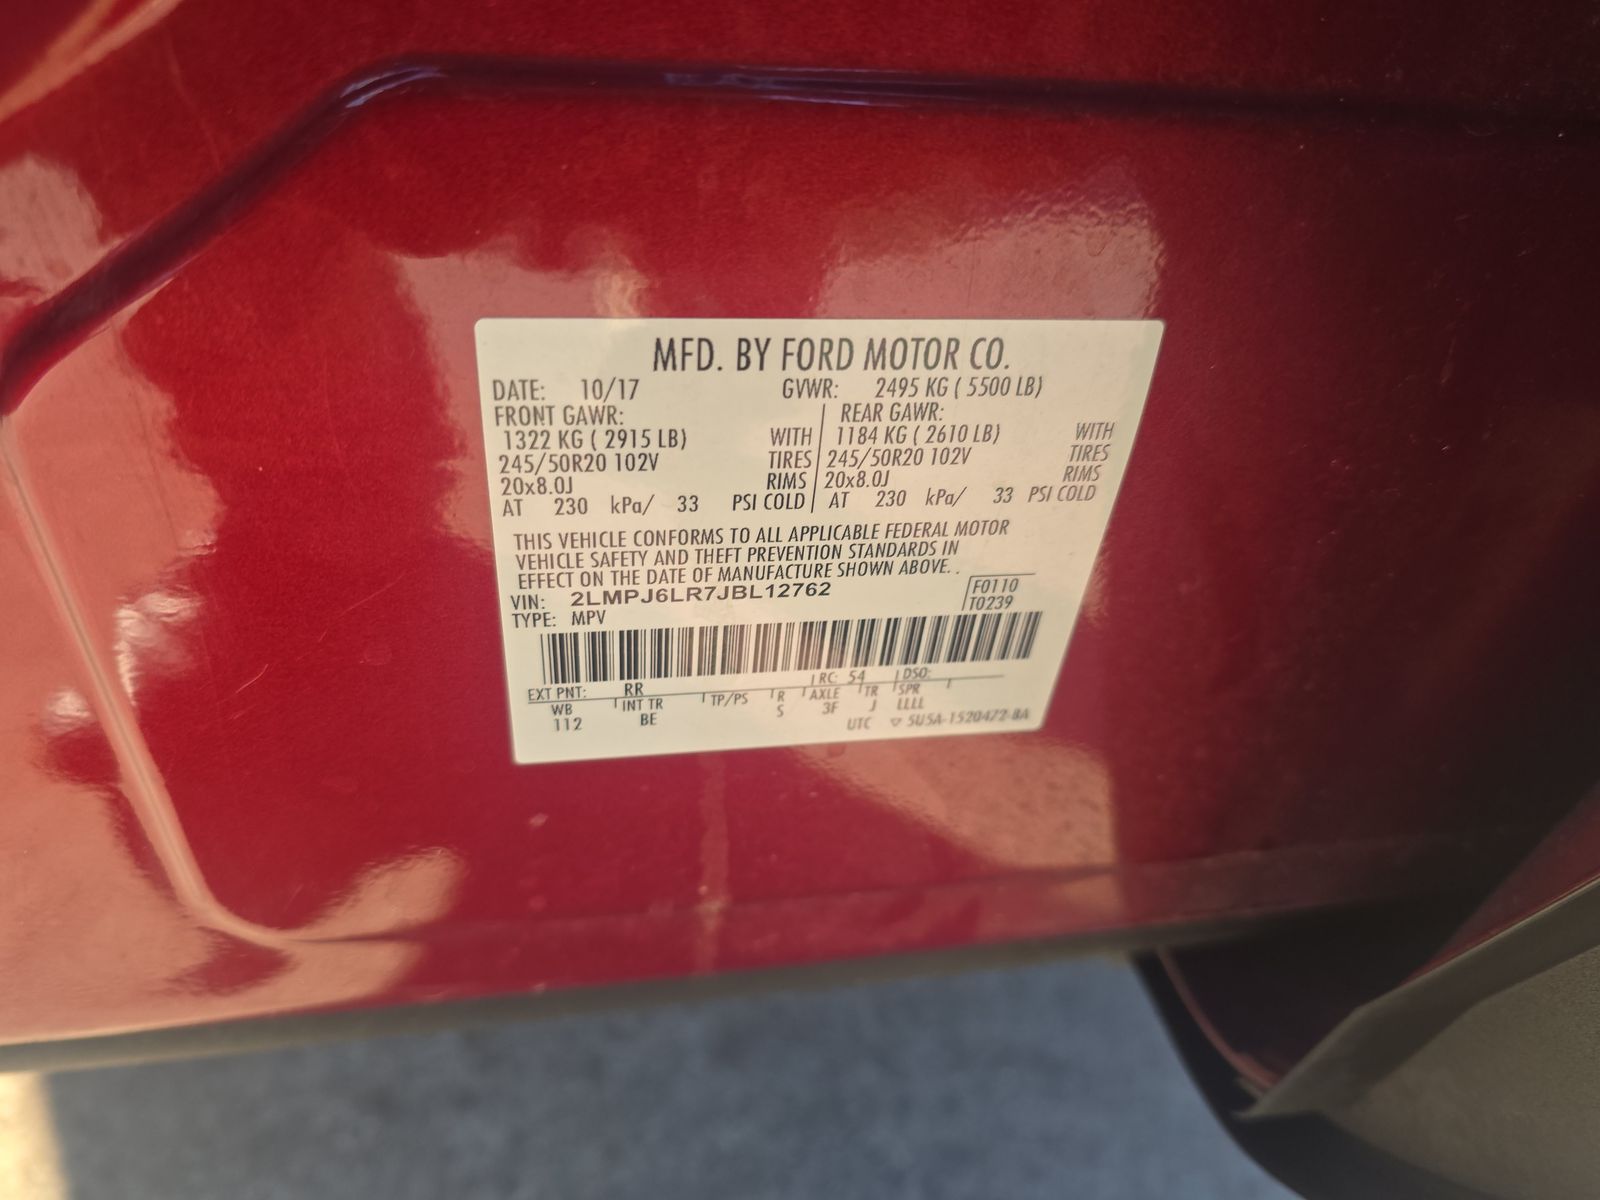 MFD. BY FORD MOTOR CO.
DATE: 10/17 GVWR: 2495 KG ( 5500 LB)
FRONT GAWR: REAR GAWR:
1322 KG ( 2915 LB) WITH 1184 KG ( 2610 LB) WITH
245/50R20 102V TIRES 245/50R20 102V TIRES
20x8.0J RIMS 20x8.0J RIMS
AT 230 kPa/ 33 PSI COLD AT 230 kPa/ 33 PSI COLD
THIS VEHICLE CONFORMS TO ALL APPLICABLE FEDERAL MOTOR
VEHICLE SAFETY AND THEFT PREVENTION STANDARDS IN
EFFECT ON THE DATE OF MANUFACTURE SHOWN ABOVE. .
VIN: 2LMPJ6LR7JBL12762 F0110
TYPE: MPV T0239
EXT PNT: RR RC: 54 DSO:
WB INT TR TP/PS R AXLE TR SPR
112 BE S 3F J LLLL
UTC ▽ 5U5A-1520472-BA